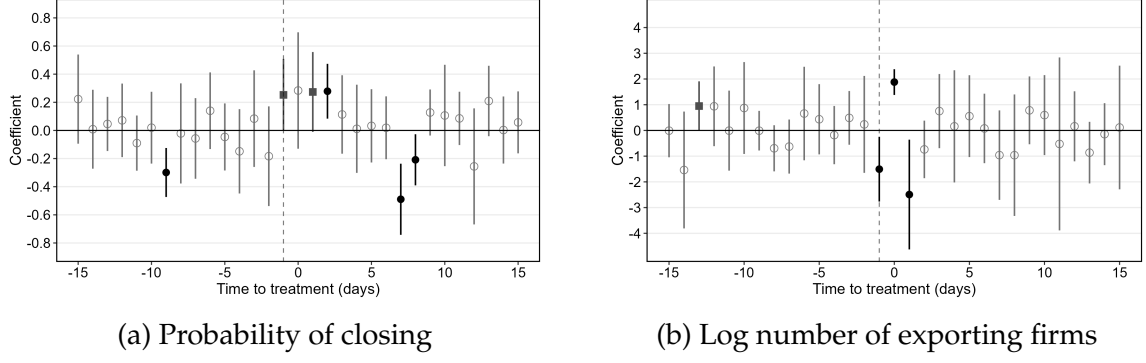 0.8
0.6
0.4
0.2
0.0
-0.2
-0.4
-0.6
-0.8
Coefficient
-15 -10 -5 0 5 10 15
Time to treatment (days)
(a) Probability of closing
4
3
2
1
0
-1
-2
-3
-4
Coefficient
-15 -10 -5 0 5 10 15
Time to treatment (days)
(b) Log number of exporting firms